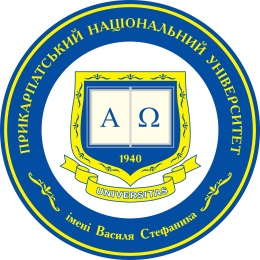 ПРИКАРПАТСЬКИЙ НАЦІОНАЛЬНИЙ УНІВЕРСИТЕТ
Α Ω
1940
UNIVERSITAS
імені Василя Стефаника